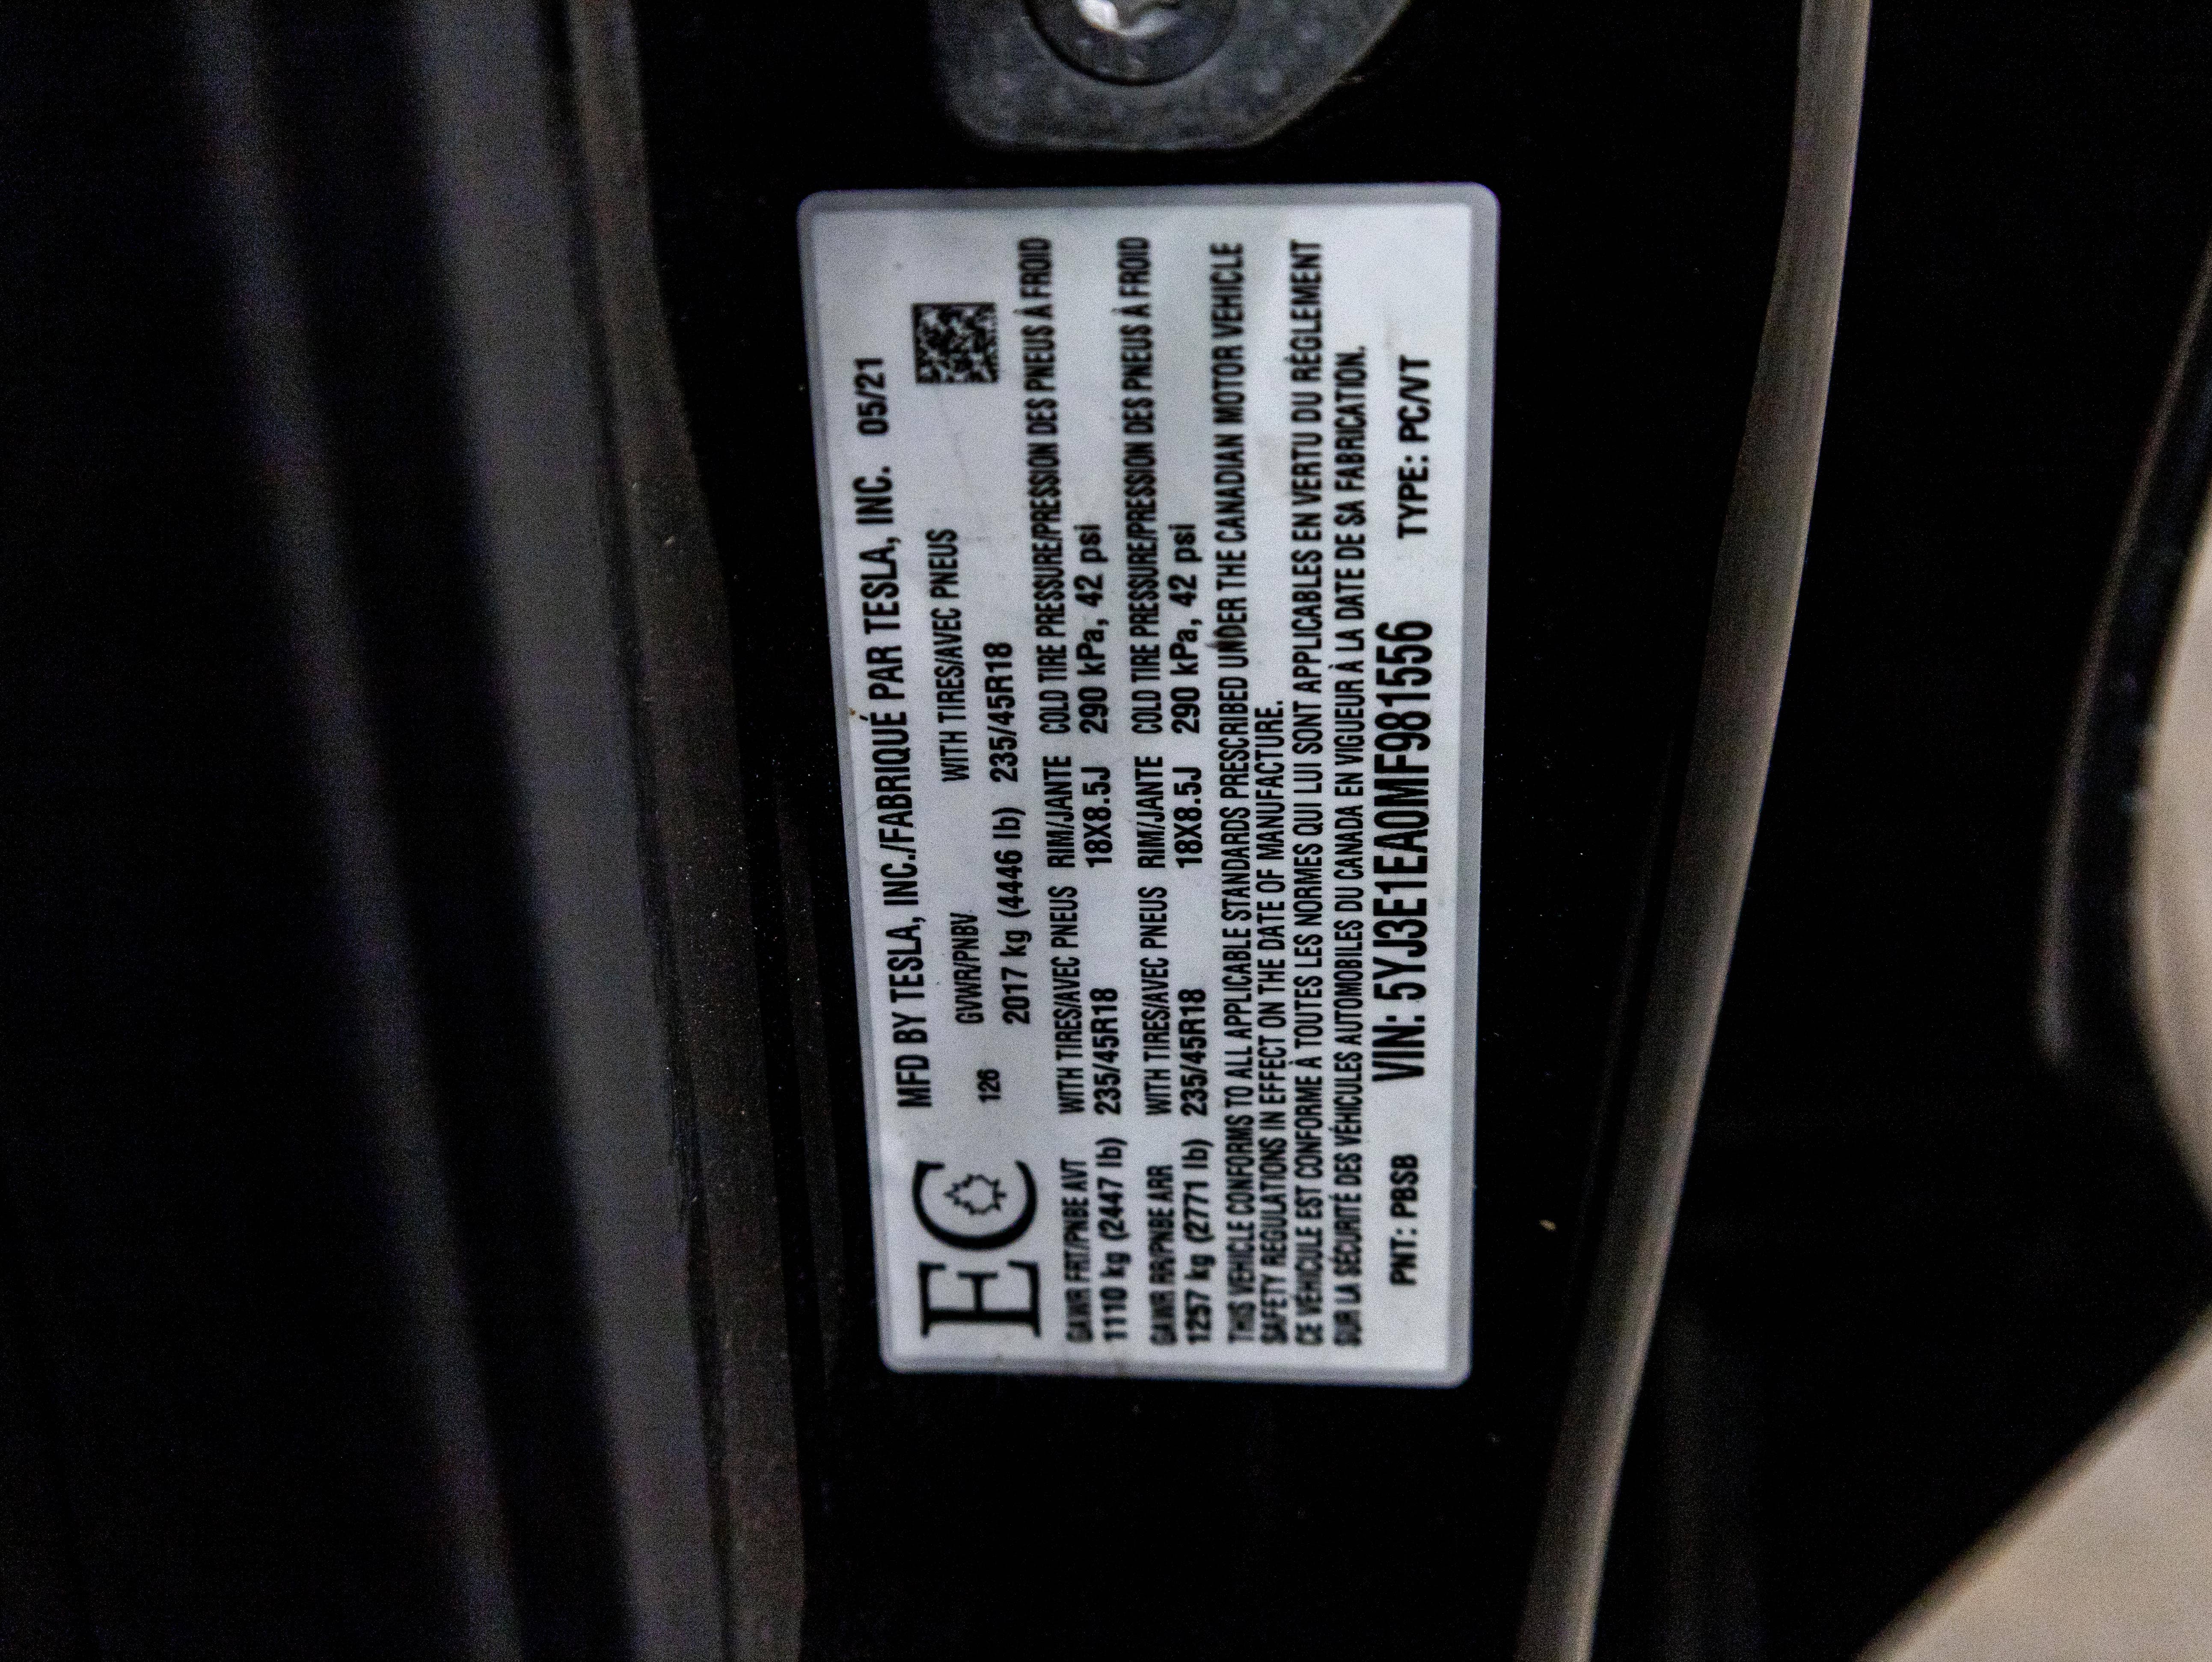 MFD BY TESLA, INC./FABRIQUÉ PAR TESLA, INC. 05/21
EC
126
GVWR/PNBV WITH TIRES/AVEC PNEUS
2017 kg (4446 lb) 235/45R18
GAWR FRT/PNBE AVT WITH TIRES/AVEC PNEUS RIM/JANTE COLD TIRE PRESSURE/PRESSION DES PNEUS À FROID
1110 kg (2447 lb) 235/45R18 18X8.5J 290 kPa, 42 psi
GAWR RR/PNBE ARR WITH TIRES/AVEC PNEUS RIM/JANTE COLD TIRE PRESSURE/PRESSION DES PNEUS À FROID
1257 kg (2771 lb) 235/45R18 18X8.5J 290 kPa, 42 psi
THIS VEHICLE CONFORMS TO ALL APPLICABLE STANDARDS PRESCRIBED UNDER THE CANADIAN MOTOR VEHICLE
SAFETY REGULATIONS IN EFFECT ON THE DATE OF MANUFACTURE.
CE VÉHICULE EST CONFORME À TOUTES LES NORMES QUI LUI SONT APPLICABLES EN VERTU DU RÉGLEMENT
SUR LA SÉCURITÉ DES VÉHICULES AUTOMOBILES DU CANADA EN VIGUEUR À LA DATE DE SA FABRICATION.
PNT: PBSB VIN: 5YJ3E1EA0MF981556 TYPE: PC/VT